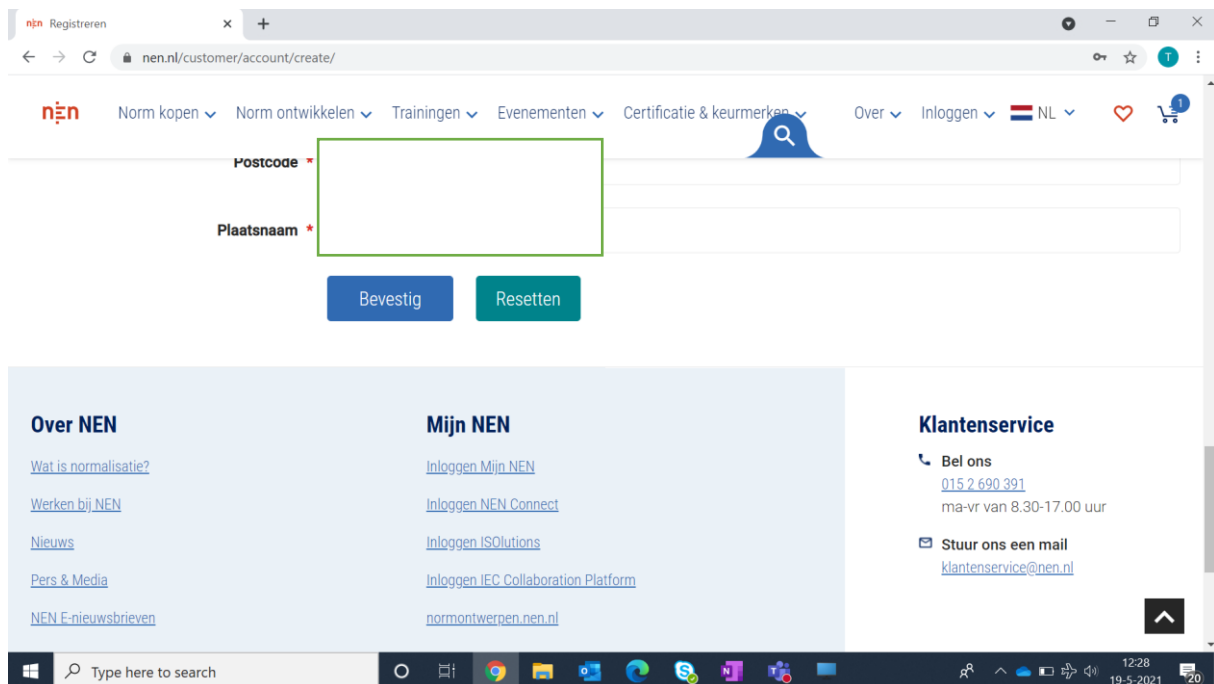 nen Registreren
nen.nl/customer/account/create/
T
nen
Norm kopen
Norm ontwikkelen
Trainingen
Evenementen
Certificatie & keurmerken
Over
Inloggen
NL
1
Postcode *
Plaatsnaam *
Bevestig
Resetten
Over NEN
Wat is normalisatie?
Werken bij NEN
Nieuws
Pers & Media
NEN E-nieuwsbrieven
Mijn NEN
Inloggen Mijn NEN
Inloggen NEN Connect
Inloggen ISOlutions
Inloggen IEC Collaboration Platform
normontwerpen.nen.nl
Klantenservice
Bel ons
015 2 690 391
ma-vr van 8.30-17.00 uur
Stuur ons een mail
klantenservice@nen.nl
Type here to search
12:28
19-5-2021
20